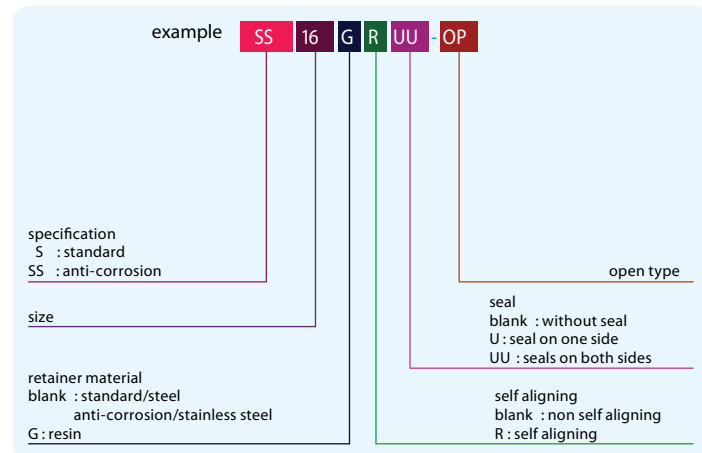 example SS 16 G R UU - OP
specification
S : standard
SS : anti-corrosion
open type
size
seal
blank : without seal
U : seal on one side
UU : seals on both sides
retainer material
blank : standard/steel
anti-corrosion/stainless steel
G : resin
self aligning
blank : non self aligning
R : self aligning